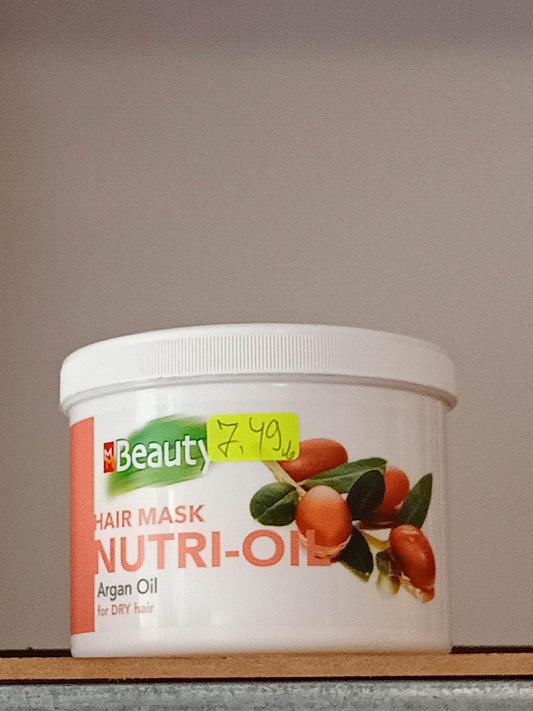 M Beauty
7,49
HAIR MASK
NUTRI-OIL
Argan Oil
for DRY hair